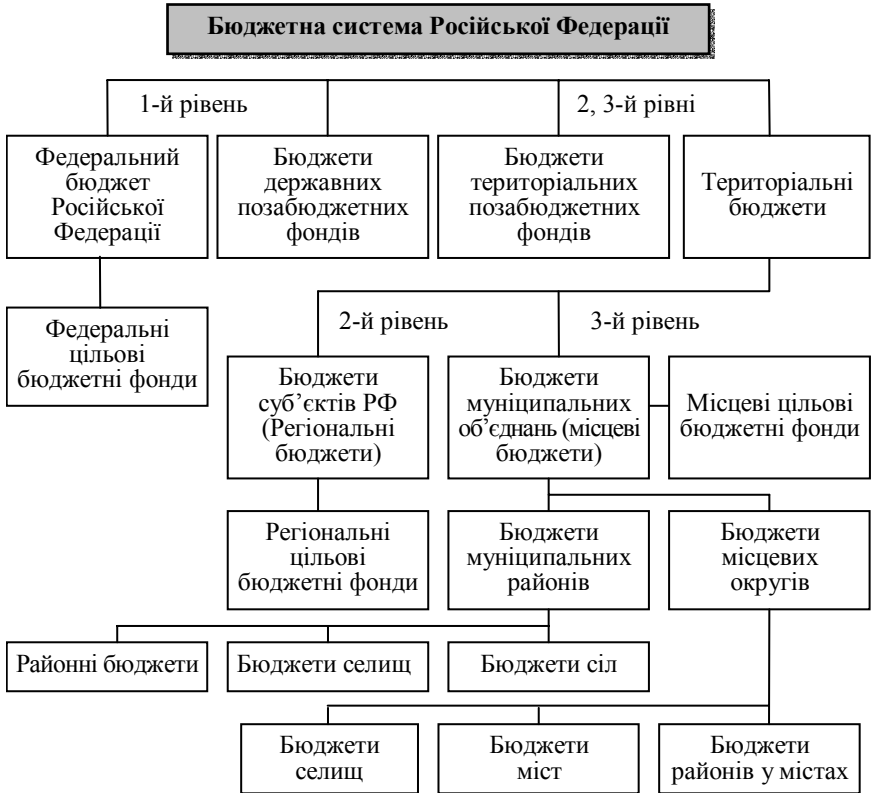 Бюджетна система Російської Федерації
1-й рівень
2, 3-й рівні
Федеральний
бюджет
Російської
Федерації
Бюджети
державних
позабюджетних
фондів
Бюджети
територіальних
позабюджетних
фондів
Територіальні
бюджети
Федеральні
цільові
бюджетні фонди
2-й рівень
3-й рівень
Бюджети
суб’єктів РФ
(Регіональні
бюджети)
Бюджети
муніципальних
об’єднань (місцеві
бюджети)
Місцеві цільові
бюджетні фонди
Регіональні
цільові
бюджетні фонди
Бюджети
муніципальних
районів
Бюджети
місцевих
округів
Районні бюджети
Бюджети селищ
Бюджети сіл
Бюджети
селищ
Бюджети
міст
Бюджети
районів у містах